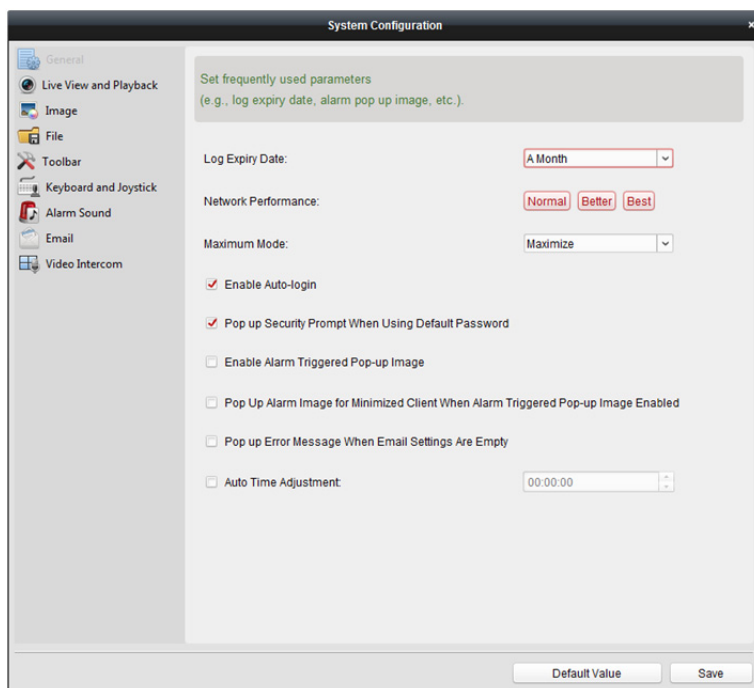 System Configuration
×
General
Live View and Playback
Image
File
Toolbar
Keyboard and Joystick
Alarm Sound
Email
Video Intercom
Set frequently used parameters
(e.g., log expiry date, alarm pop up image, etc.).
Log Expiry Date: A Month
Network Performance: Normal Better Best
Maximum Mode: Maximize
Enable Auto-login
Pop up Security Prompt When Using Default Password
Enable Alarm Triggered Pop-up Image
Pop Up Alarm Image for Minimized Client When Alarm Triggered Pop-up Image Enabled
Pop up Error Message When Email Settings Are Empty
Auto Time Adjustment: 00:00:00
Default Value Save